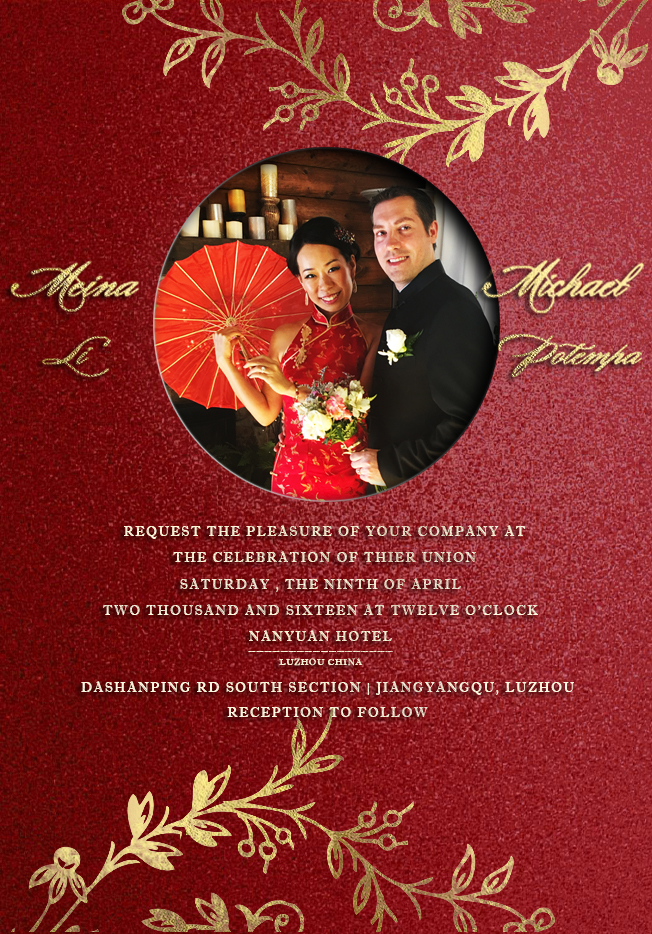 Meina
Li
Michael
Potempa
REQUEST THE PLEASURE OF YOUR COMPANY AT
THE CELEBRATION OF THIER UNION
SATURDAY , THE NINTH OF APRIL
TWO THOUSAND AND SIXTEEN AT TWELVE O’CLOCK
NANYUAN HOTEL
LUZHOU CHINA
DASHANPING RD SOUTH SECTION | JIANGYANGQU, LUZHOU
RECEPTION TO FOLLOW